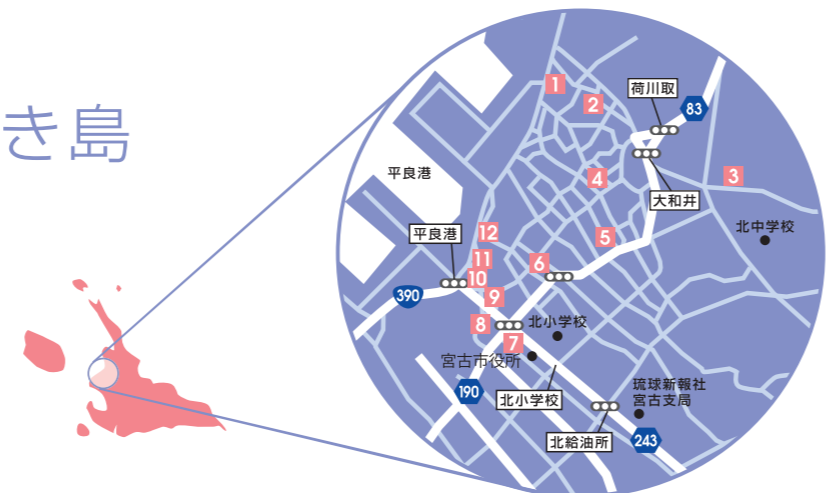 き島
平良港
荷川取
83
1
2
3
4
大和井
5
北中学校
平良港
12
11
10
6
390
9
8
北小学校
7
宮古市役所
190
北小学校
琉球新報社
宮古支局
北給油所
243